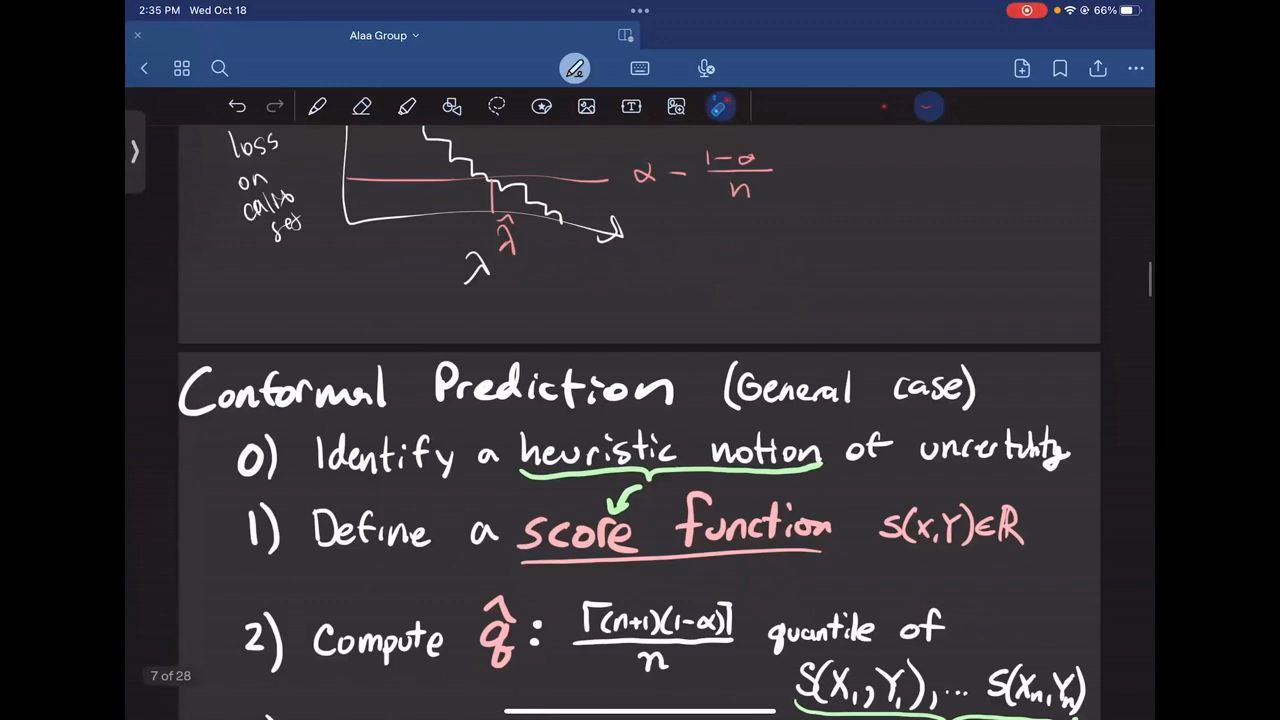 2:35 PM Wed Oct 18
66%
Alaa Group
loss
on
calib
set
α - 1-α / n
λ̂
λ
Conformal Prediction (General case)
0) Identify a heuristic notion of uncertainty
1) Define a score function s(X,Y)∈ℝ
2) Compute q̂ : ⌈(n+1)(1-α)⌉ / n quantile of
S(X₁,Y₁), ... S(Xₙ,Yₙ)
7 of 28